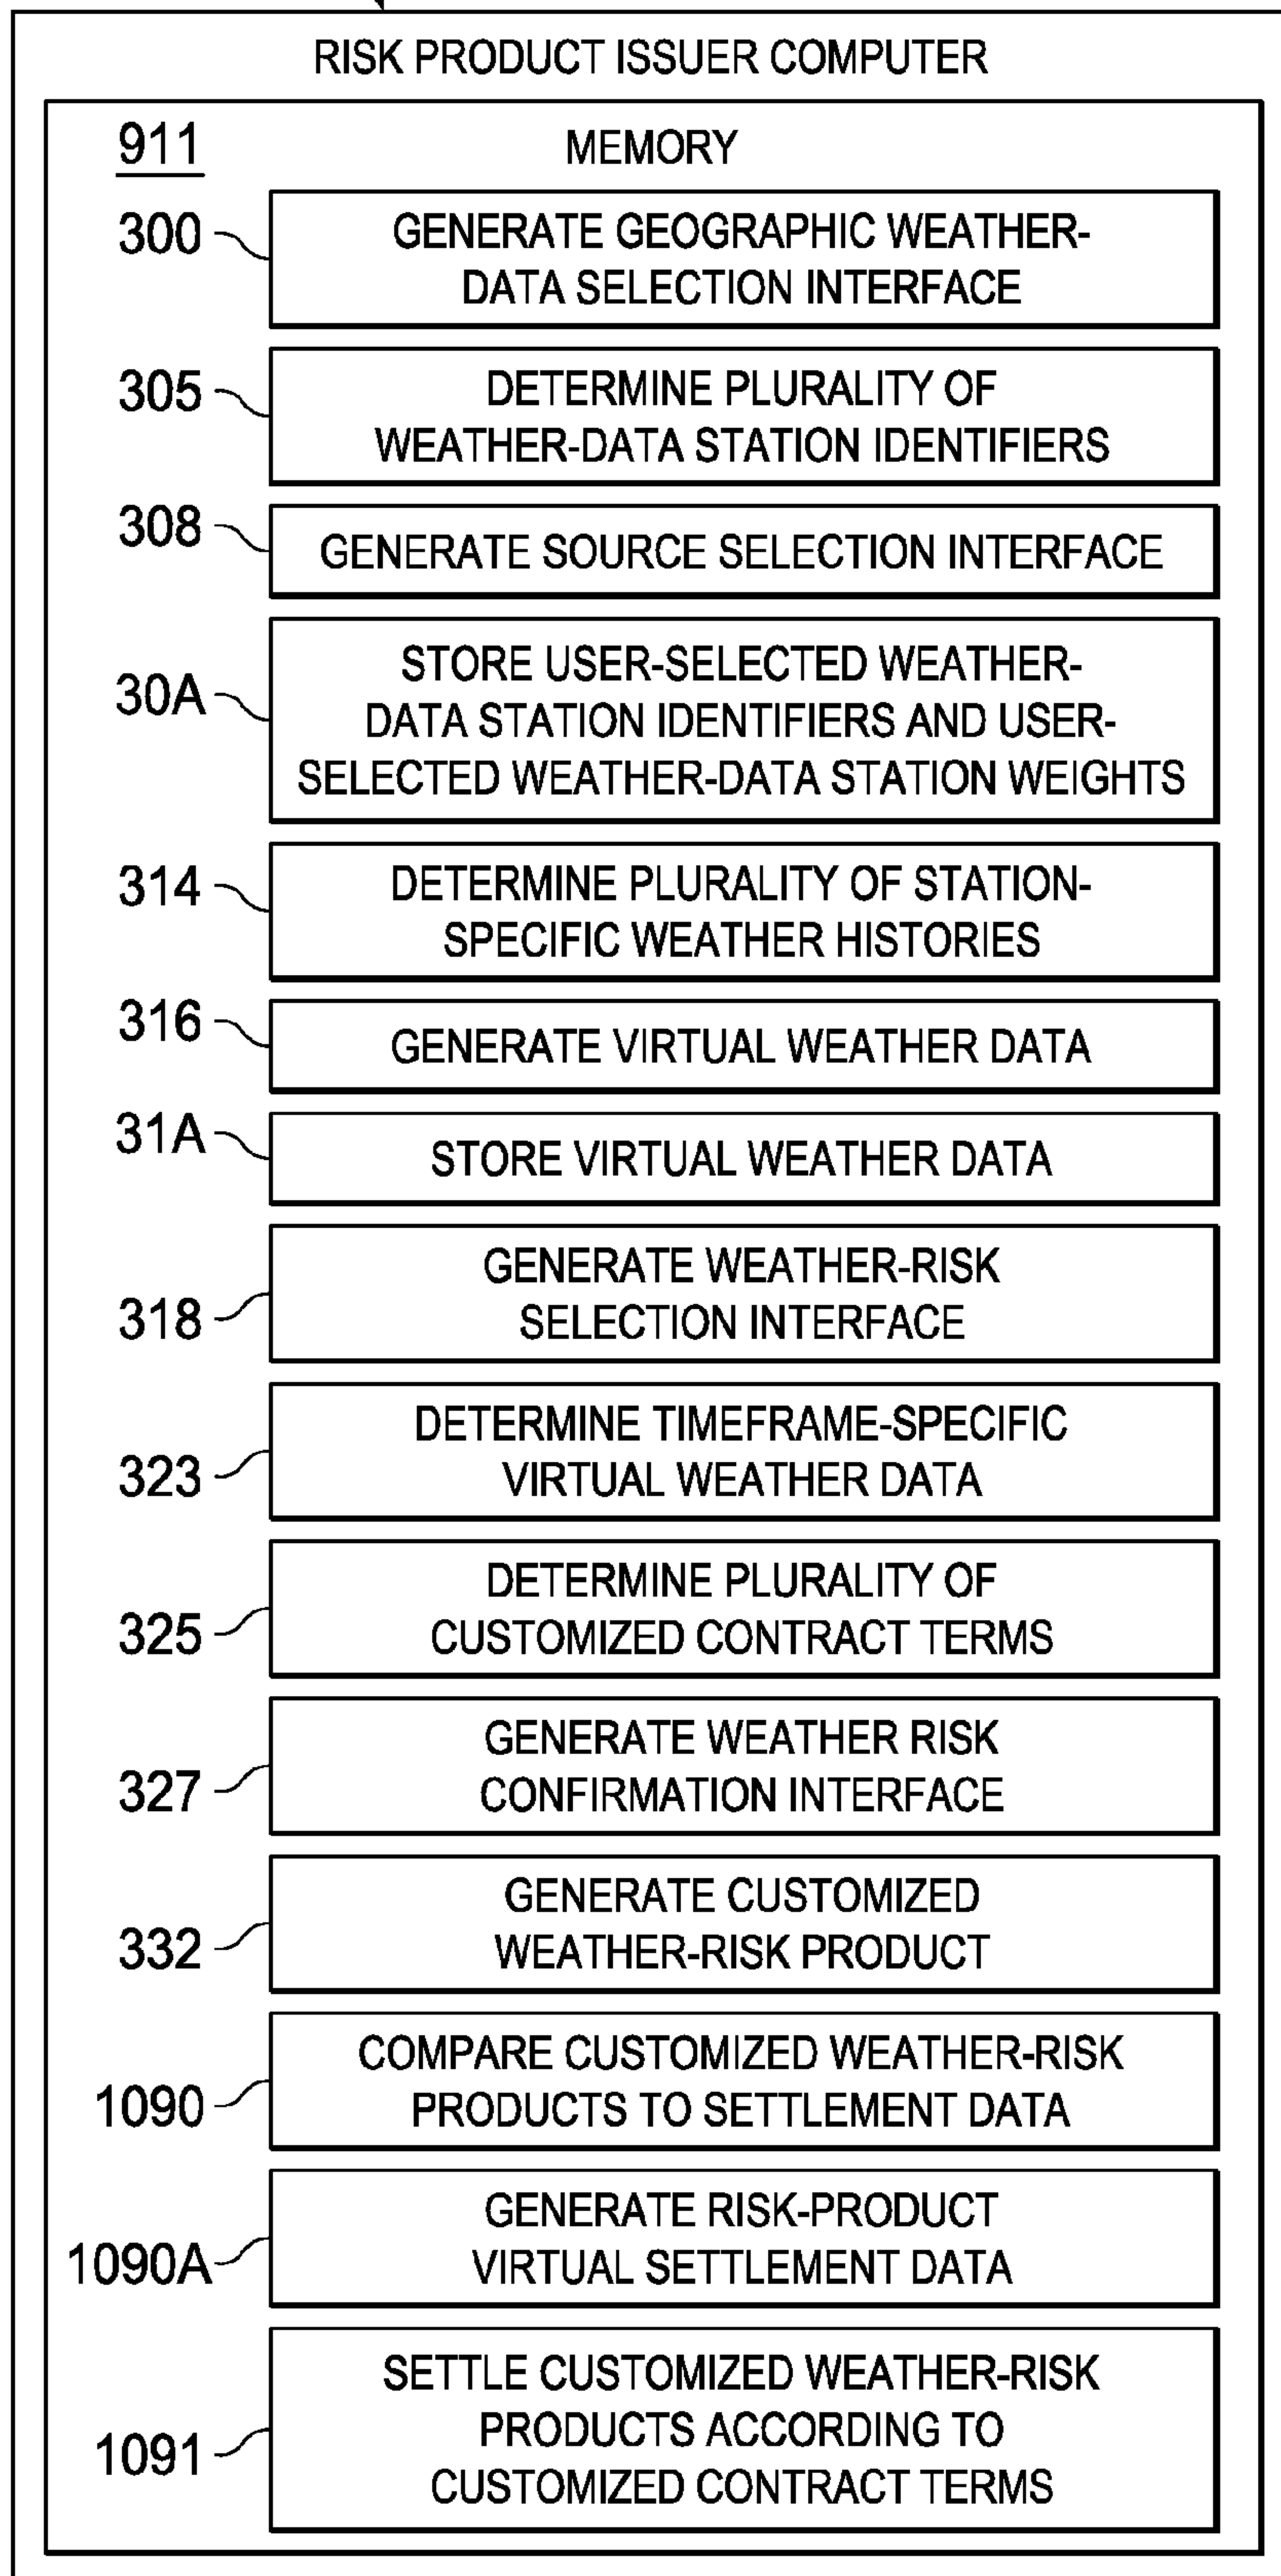 RISK PRODUCT ISSUER COMPUTER
911
MEMORY
300
GENERATE GEOGRAPHIC WEATHER-
DATA SELECTION INTERFACE
305
DETERMINE PLURALITY OF
WEATHER-DATA STATION IDENTIFIERS
308
GENERATE SOURCE SELECTION INTERFACE
30A
STORE USER-SELECTED WEATHER-
DATA STATION IDENTIFIERS AND USER-
SELECTED WEATHER-DATA STATION WEIGHTS
314
DETERMINE PLURALITY OF STATION-
SPECIFIC WEATHER HISTORIES
316
GENERATE VIRTUAL WEATHER DATA
31A
STORE VIRTUAL WEATHER DATA
318
GENERATE WEATHER-RISK
SELECTION INTERFACE
323
DETERMINE TIMEFRAME-SPECIFIC
VIRTUAL WEATHER DATA
325
DETERMINE PLURALITY OF
CUSTOMIZED CONTRACT TERMS
327
GENERATE WEATHER RISK
CONFIRMATION INTERFACE
332
GENERATE CUSTOMIZED
WEATHER-RISK PRODUCT
1090
COMPARE CUSTOMIZED WEATHER-RISK
PRODUCTS TO SETTLEMENT DATA
1090A
GENERATE RISK-PRODUCT
VIRTUAL SETTLEMENT DATA
1091
SETTLE CUSTOMIZED WEATHER-RISK
PRODUCTS ACCORDING TO
CUSTOMIZED CONTRACT TERMS